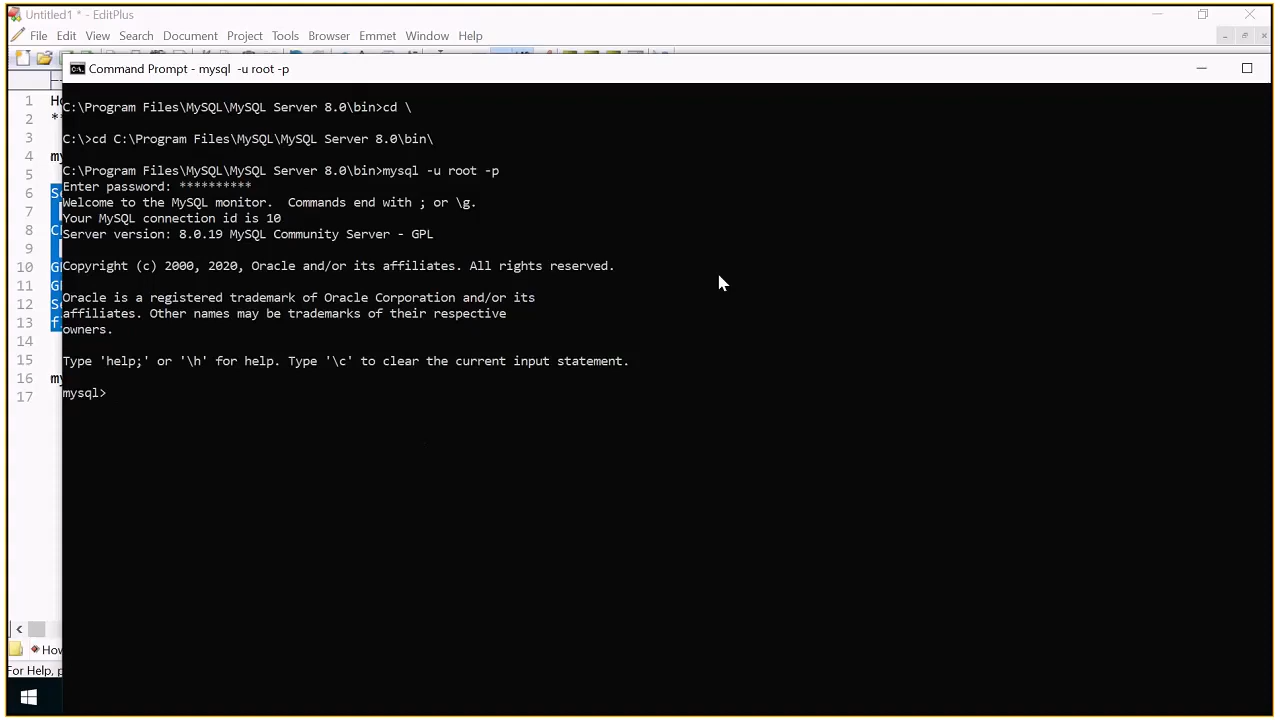 Untitled1 * - EditPlus
File Edit View Search Document Project Tools Browser Emmet Window Help
Command Prompt - mysql -u root -p
1
2
3
4
5
6
7
8
9
10
11
12
13
14
15
16
17
C:\Program Files\MySQL\MySQL Server 8.0\bin>cd \
C:\>cd C:\Program Files\MySQL\MySQL Server 8.0\bin\
C:\Program Files\MySQL\MySQL Server 8.0\bin>mysql -u root -p
Enter password: **********
Welcome to the MySQL monitor. Commands end with ; or \g.
Your MySQL connection id is 10
Server version: 8.0.19 MySQL Community Server - GPL
Copyright (c) 2000, 2020, Oracle and/or its affiliates. All rights reserved.
Oracle is a registered trademark of Oracle Corporation and/or its
affiliates. Other names may be trademarks of their respective
owners.
Type 'help;' or '\h' for help. Type '\c' to clear the current input statement.
mysql>
How
For Help, p